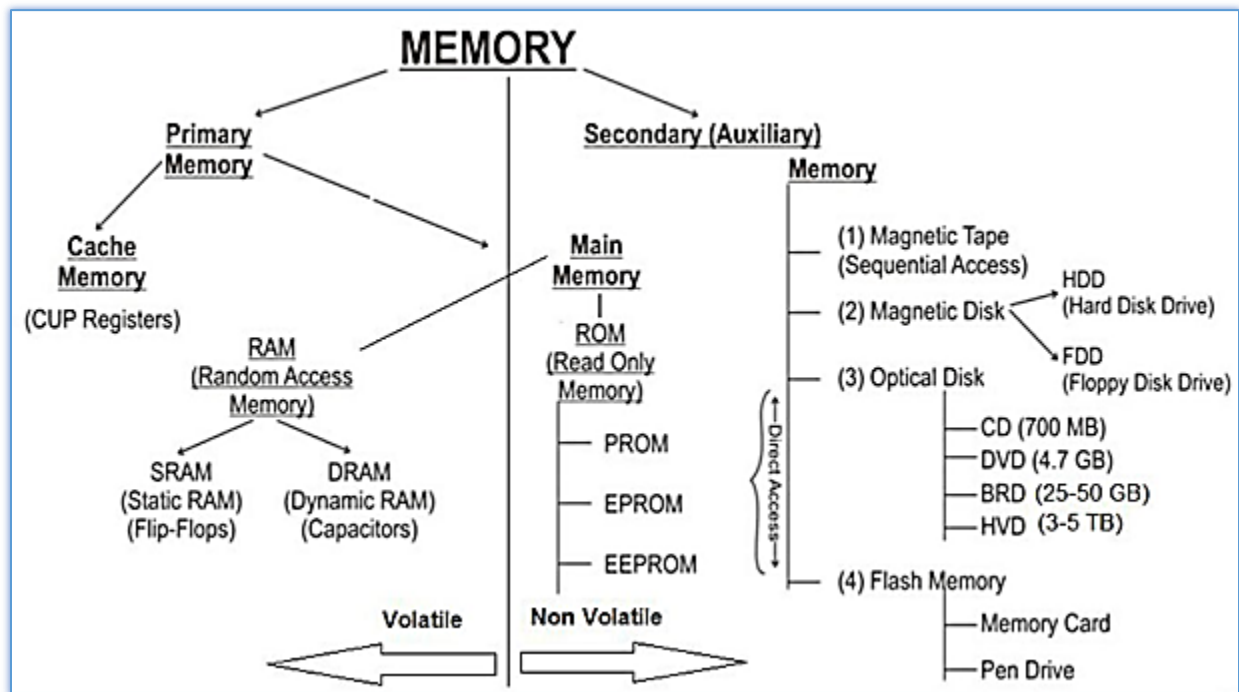 MEMORY
Primary
Memory
Secondary (Auxiliary)
Memory
Cache
Memory
(CUP Registers)
Main
Memory
RAM
(Random Access
Memory)
ROM
(Read Only
Memory)
SRAM
(Static RAM)
(Flip-Flops)
DRAM
(Dynamic RAM)
(Capacitors)
PROM
EPROM
EEPROM
(1) Magnetic Tape
(Sequential Access)
(2) Magnetic Disk
HDD
(Hard Disk Drive)
FDD
(Floppy Disk Drive)
(3) Optical Disk
CD (700 MB)
DVD (4.7 GB)
BRD (25-50 GB)
HVD (3-5 TB)
Direct Access
(4) Flash Memory
Memory Card
Pen Drive
Volatile
Non Volatile